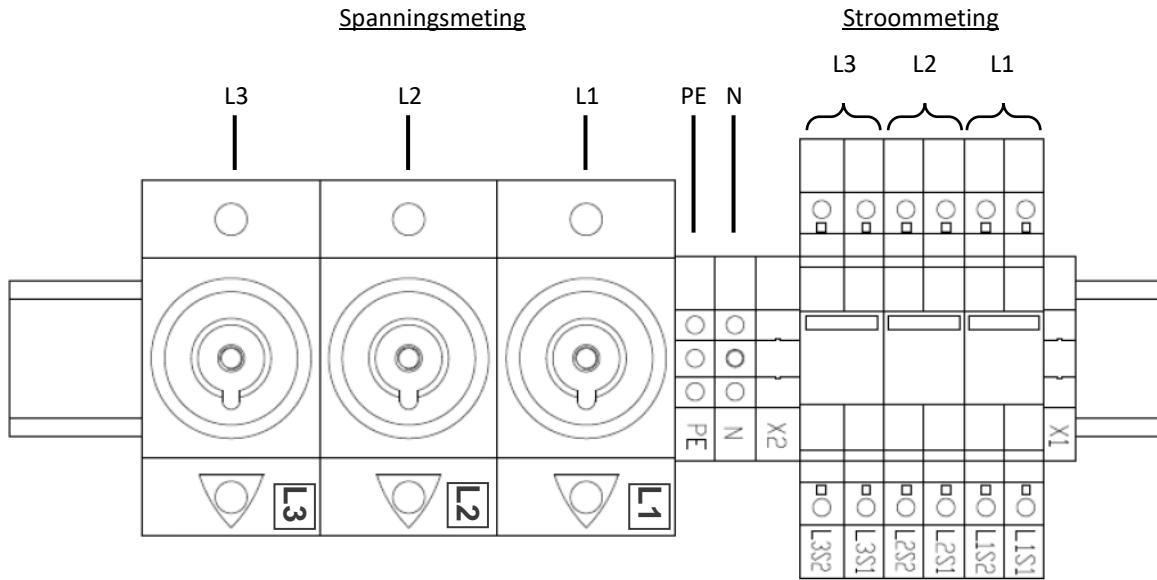 Spanningsmeting Stroommeting
L3 L2 L1
L3 L2 L1 PE N
PE N X2 X1
L3 L2 L1
L3S2 L3S1 L2S2 L2S1 L1S2 L1S1